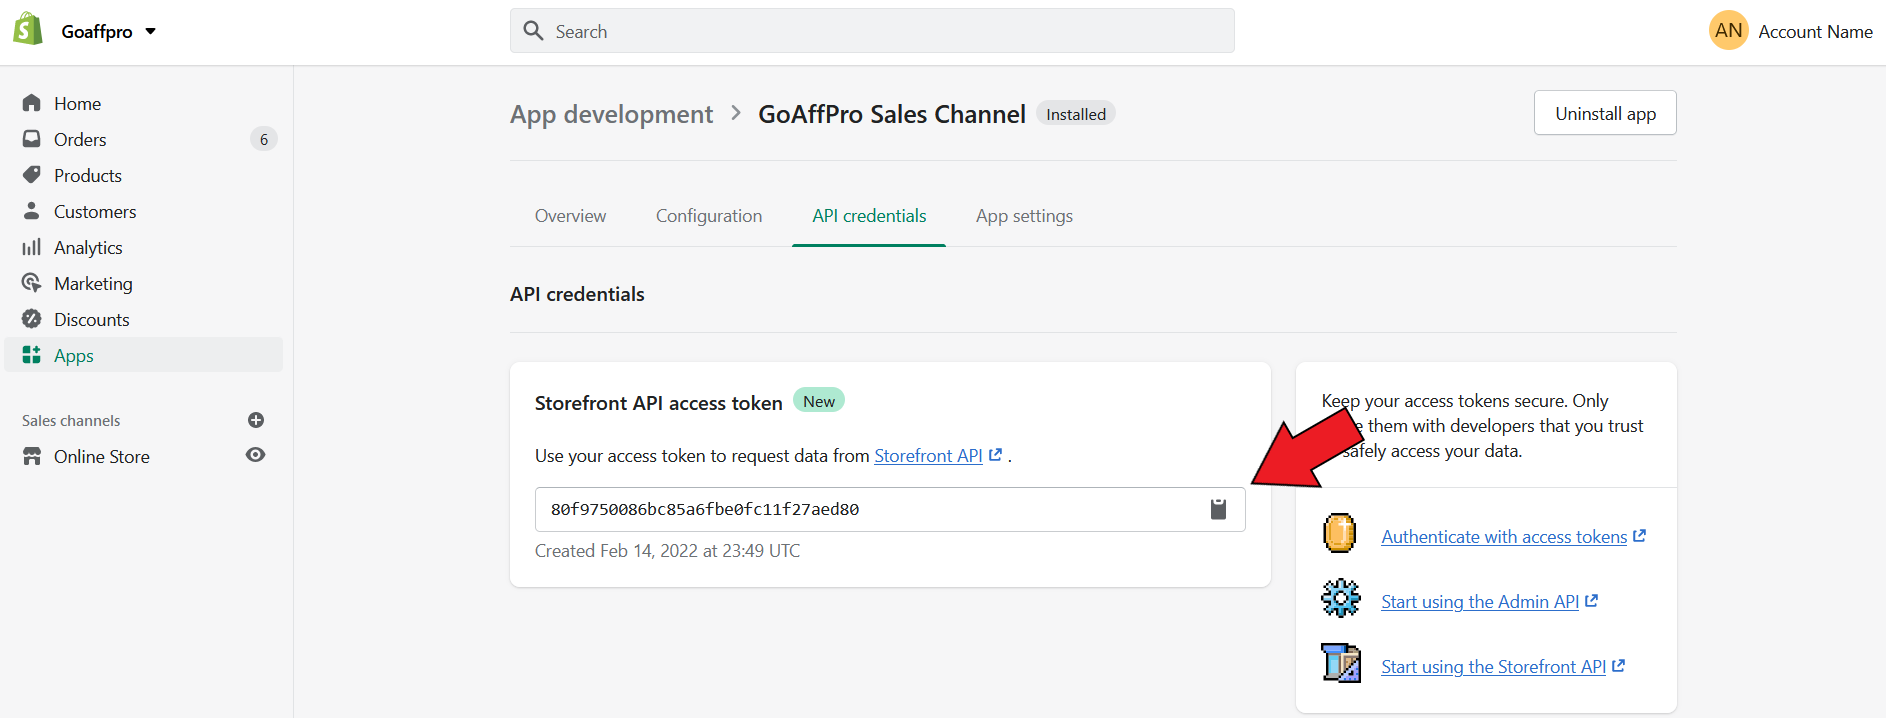 Goaffpro
Search
AN Account Name
Home
Orders 6
Products
Customers
Analytics
Marketing
Discounts
Apps
Sales channels
Online Store
App development > GoAffPro Sales Channel Installed
Uninstall app
Overview Configuration API credentials App settings
API credentials
Storefront API access token New
Use your access token to request data from Storefront API .
80f9750086bc85a6fbe0fc11f27aed80
Created Feb 14, 2022 at 23:49 UTC
Keep your access tokens secure. Only
them with developers that you trust
safely access your data.
Authenticate with access tokens
Start using the Admin API
Start using the Storefront API